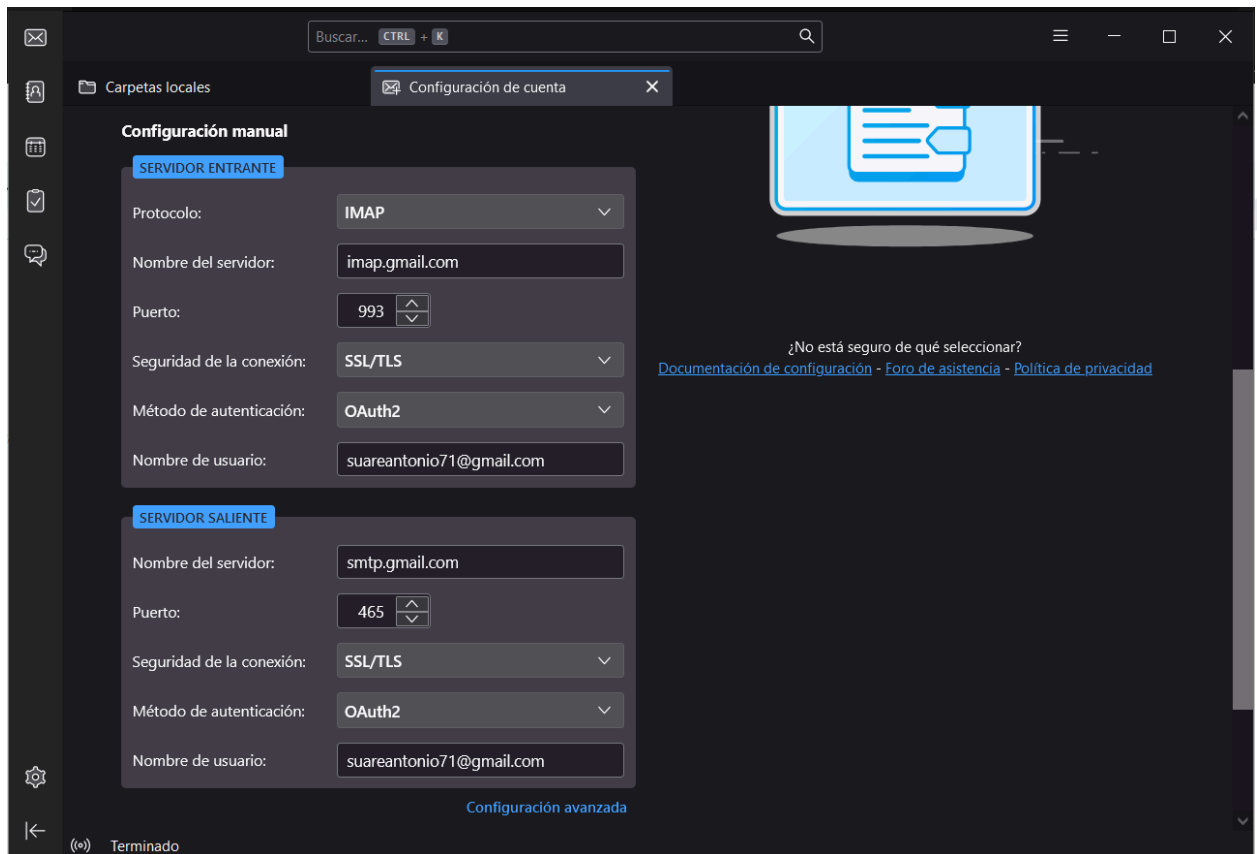 Buscar... CTRL + K
Carpetas locales
Configuración de cuenta
Configuración manual
SERVIDOR ENTRANTE
Protocolo: IMAP
Nombre del servidor: imap.gmail.com
Puerto: 993
Seguridad de la conexión: SSL/TLS
Método de autenticación: OAuth2
Nombre de usuario: suareantonio71@gmail.com
SERVIDOR SALIENTE
Nombre del servidor: smtp.gmail.com
Puerto: 465
Seguridad de la conexión: SSL/TLS
Método de autenticación: OAuth2
Nombre de usuario: suareantonio71@gmail.com
Configuración avanzada
¿No está seguro de qué seleccionar?
Documentación de configuración - Foro de asistencia - Política de privacidad
Terminado